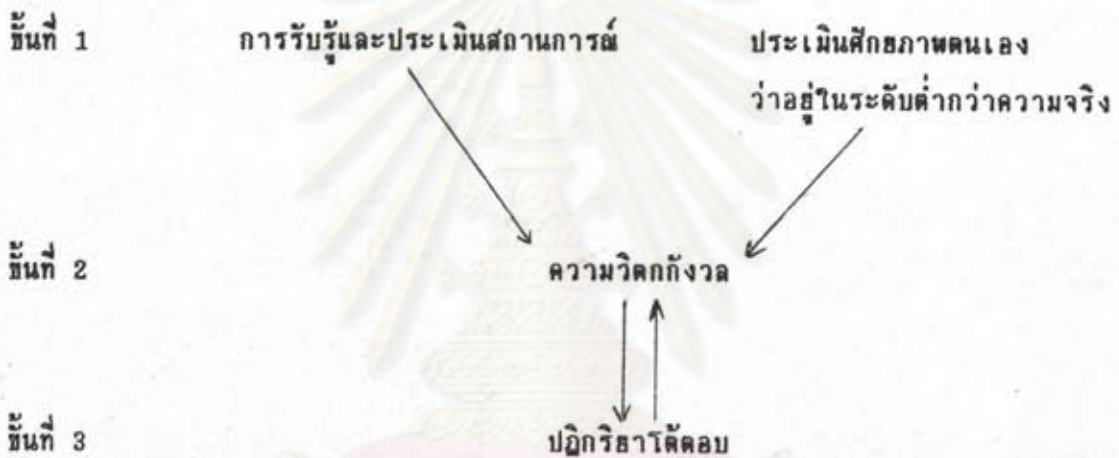 ขั้นที่ 1 การรับรู้และประเมินสถานการณ์ ประเมินศักยภาพตนเอง
ว่าอยู่ในระดับต่ำกว่าความจริง
ขั้นที่ 2 ความวิตกกังวล
ขั้นที่ 3 ปฏิกริยาโต้ตอบ